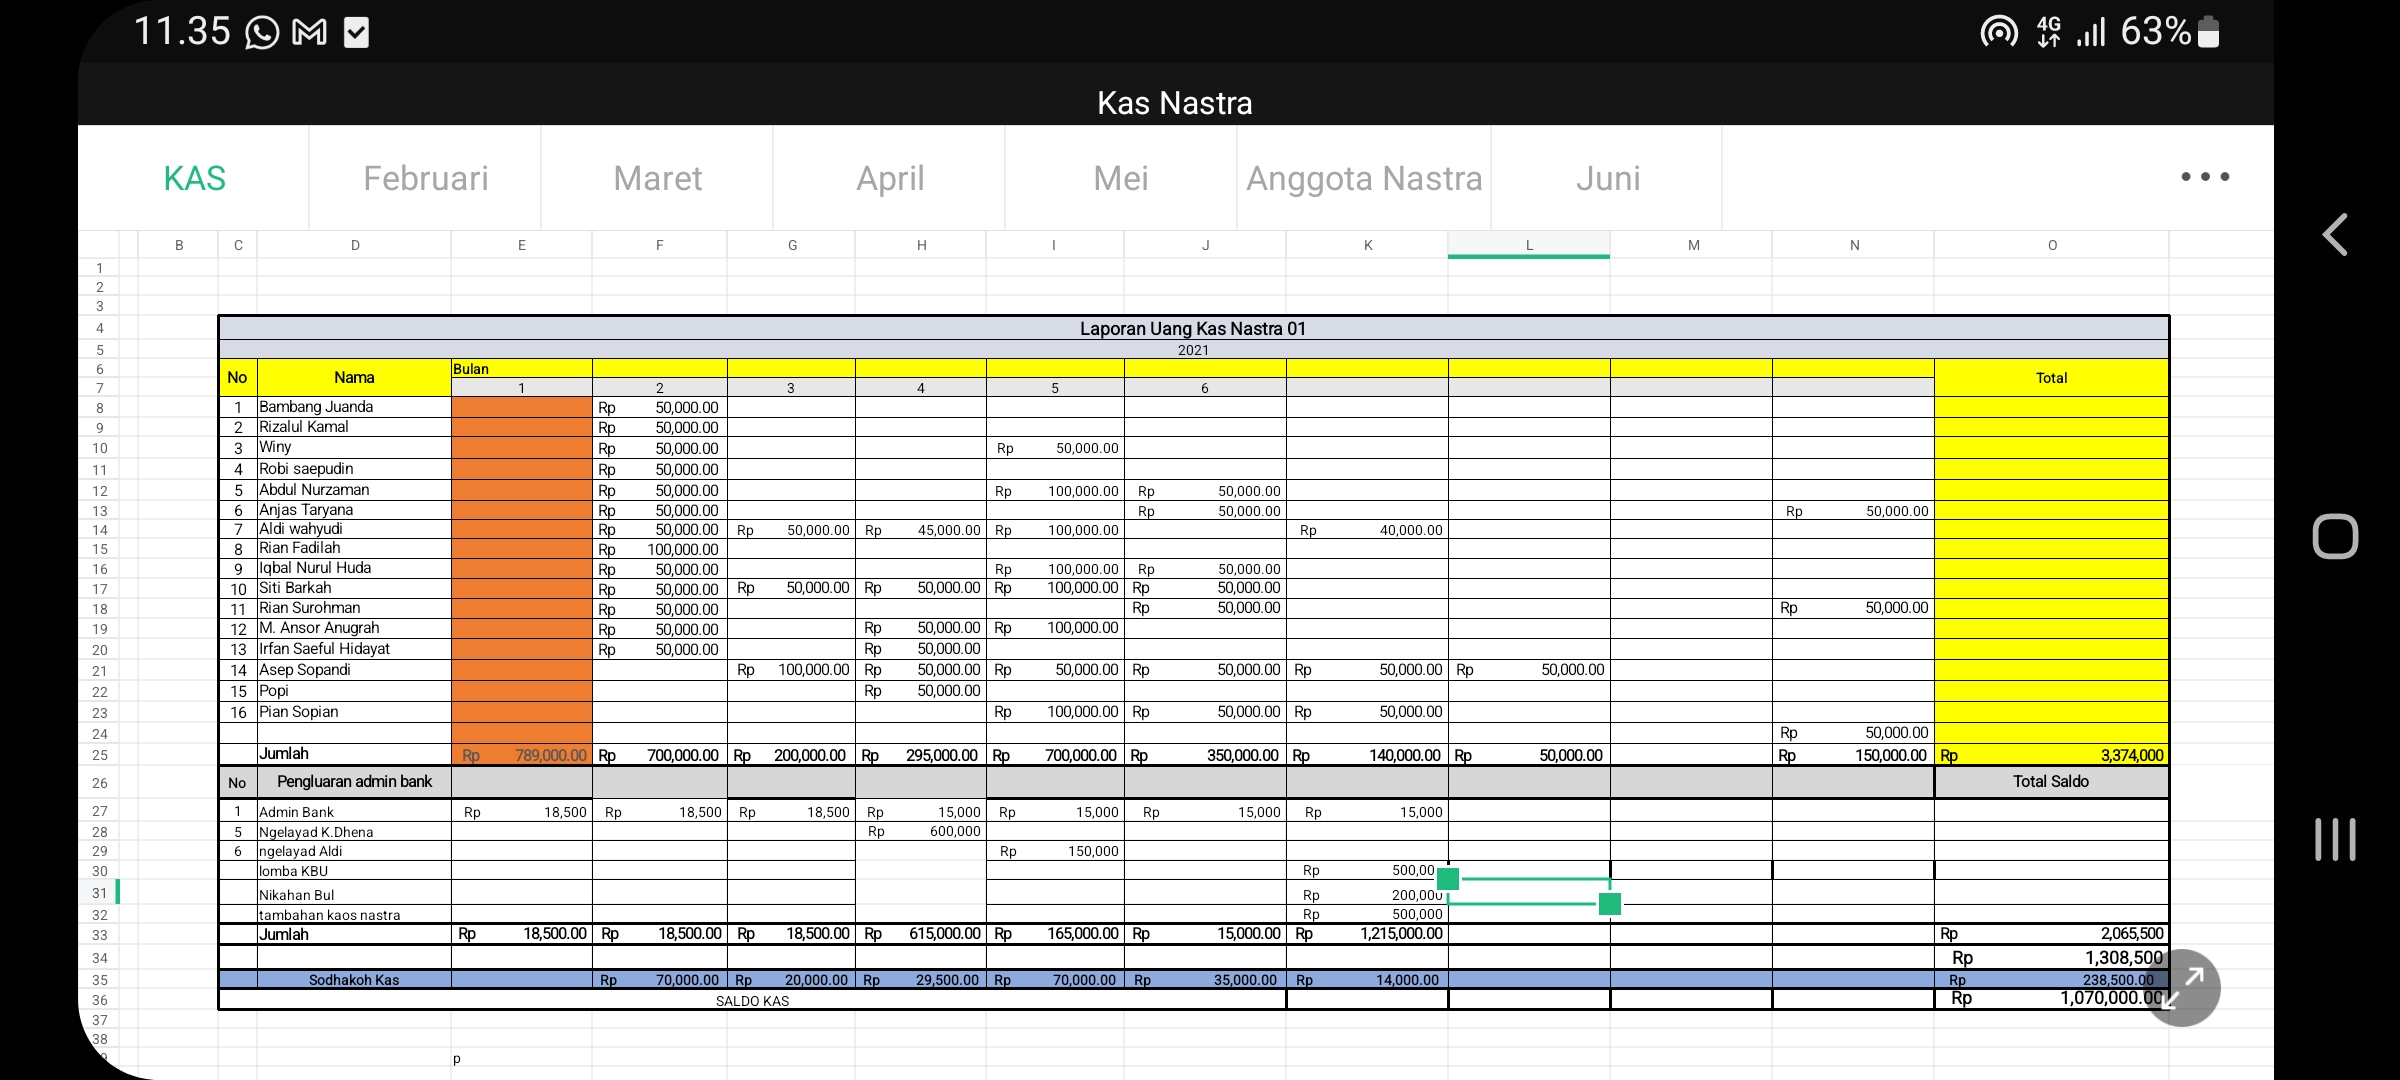 11.35 4G 63%
Kas Nastra
KAS Februari Maret April Mei Anggota Nastra Juni
B C D E F G H I J K L M N O
1
2
3
4 Laporan Uang Kas Nastra 01
5 2021
6 No Nama Bulan Total
7 1 2 3 4 5 6
8 1 Bambang Juanda Rp 50,000.00
9 2 Rizalul Kamal Rp 50,000.00
10 3 Winy Rp 50,000.00 Rp 50,000.00
11 4 Robi saepudin Rp 50,000.00
12 5 Abdul Nurzaman Rp 50,000.00 Rp 100,000.00 Rp 50,000.00
13 6 Anjas Taryana Rp 50,000.00 Rp 50,000.00 Rp 50,000.00
14 7 Aldi wahyudi Rp 50,000.00 Rp 50,000.00 Rp 45,000.00 Rp 100,000.00 Rp 40,000.00
15 8 Rian Fadilah Rp 100,000.00
16 9 Iqbal Nurul Huda Rp 50,000.00 Rp 100,000.00 Rp 50,000.00
17 10 Siti Barkah Rp 50,000.00 Rp 50,000.00 Rp 50,000.00 Rp 100,000.00 Rp 50,000.00
18 11 Rian Surohman Rp 50,000.00 Rp 50,000.00 Rp 50,000.00
19 12 M. Ansor Anugrah Rp 50,000.00 Rp 50,000.00 Rp 100,000.00
20 13 Irfan Saeful Hidayat Rp 50,000.00 Rp 50,000.00
21 14 Asep Sopandi Rp 100,000.00 Rp 50,000.00 Rp 50,000.00 Rp 50,000.00 Rp 50,000.00 Rp 50,000.00
22 15 Popi Rp 50,000.00
23 16 Pian Sopian Rp 100,000.00 Rp 50,000.00 Rp 50,000.00
24 Rp 50,000.00
25 Jumlah Rp 789,000.00 Rp 700,000.00 Rp 200,000.00 Rp 295,000.00 Rp 700,000.00 Rp 350,000.00 Rp 140,000.00 Rp 50,000.00 Rp 150,000.00 Rp 3,374,000
26 No Pengluaran admin bank Total Saldo
27 1 Admin Bank Rp 18,500 Rp 18,500 Rp 18,500 Rp 15,000 Rp 15,000 Rp 15,000 Rp 15,000
28 5 Ngelayad K.Dhena Rp 600,000
29 6 ngelayad Aldi Rp 150,000
30 lomba KBU Rp 500,00
31 Nikahan Bul Rp 200,000
32 tambahan kaos nastra Rp 500,000
33 Jumlah Rp 18,500.00 Rp 18,500.00 Rp 18,500.00 Rp 615,000.00 Rp 165,000.00 Rp 15,000.00 Rp 1,215,000.00 Rp 2,065,500
34 Rp 1,308,500
35 Sodhakoh Kas Rp 70,000.00 Rp 20,000.00 Rp 29,500.00 Rp 70,000.00 Rp 35,000.00 Rp 14,000.00 Rp 238,500.00
36 SALDO KAS Rp 1,070,000.00
37
38
p